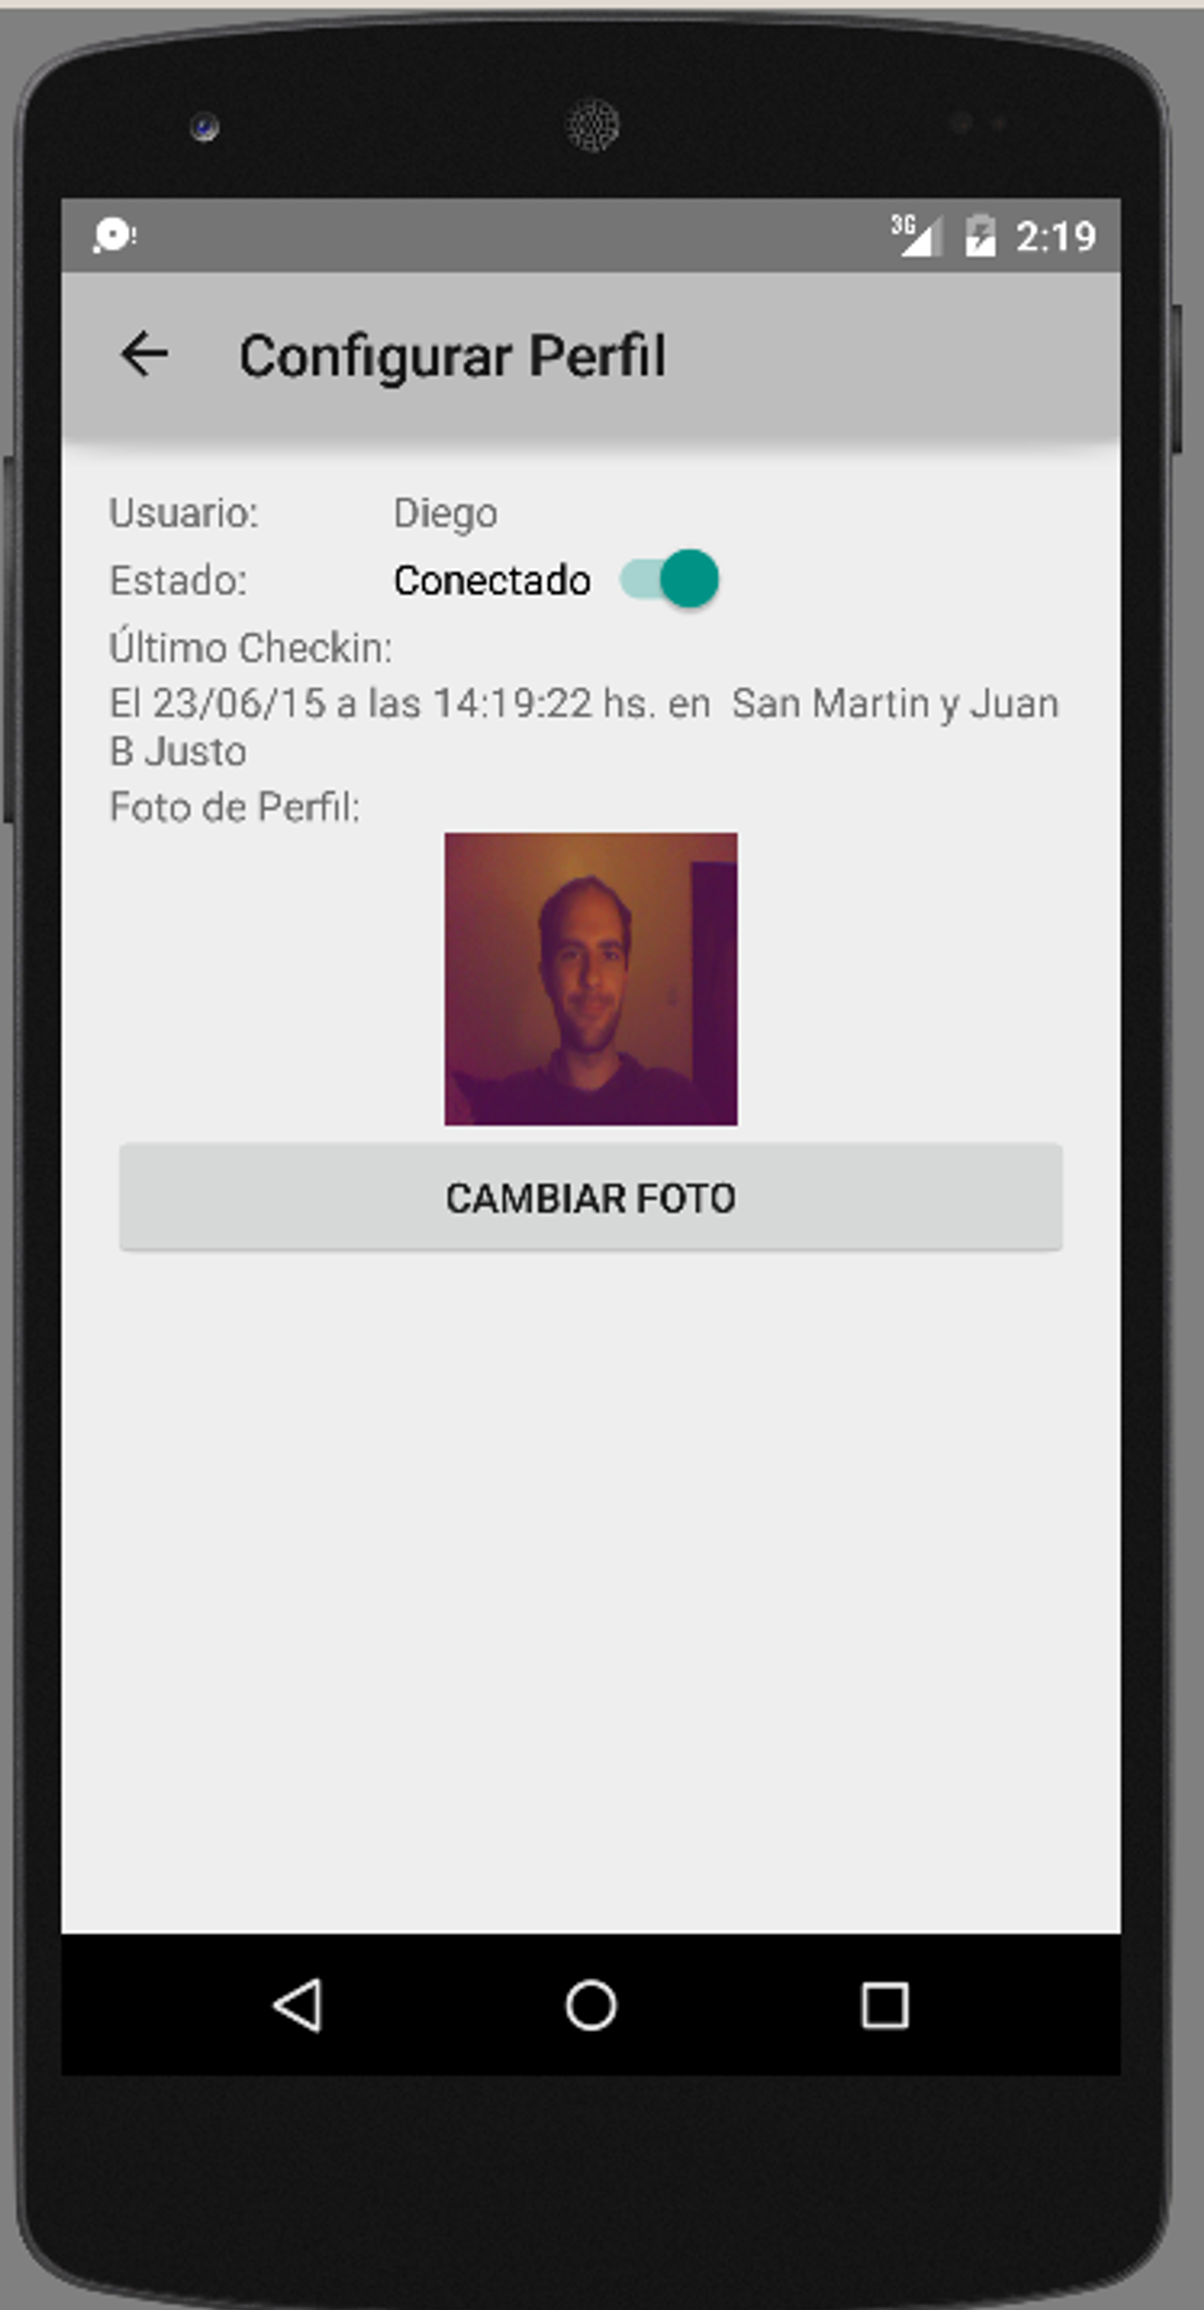 3G 2:19
Configurar Perfil
Usuario: Diego
Estado: Conectado
Último Checkin:
El 23/06/15 a las 14:19:22 hs. en  San Martin y Juan
B Justo
Foto de Perfil:
CAMBIAR FOTO